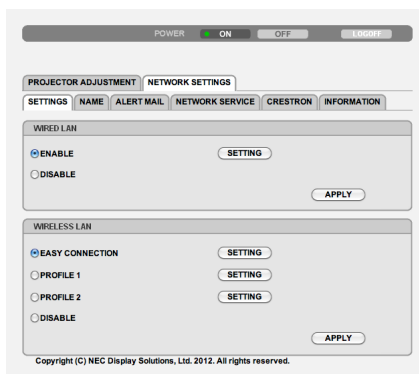 POWER ON OFF LOGOFF
PROJECTOR ADJUSTMENT NETWORK SETTINGS
SETTINGS NAME ALERT MAIL NETWORK SERVICE CRESTRON INFORMATION
WIRED LAN
ENABLE SETTING
DISABLE
APPLY
WIRELESS LAN
EASY CONNECTION SETTING
PROFILE 1 SETTING
PROFILE 2 SETTING
DISABLE
APPLY
Copyright (C) NEC Display Solutions, Ltd. 2012. All rights reserved.